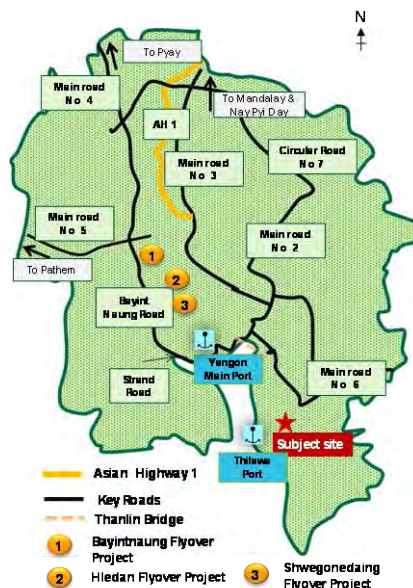 N
To Pyay
Main road
No 4
To Mandalay &
Nay Pyi Day
AH 1
Circular Road
No 7
Main road
No 3
Main road
No 5
Main road
No 2
1
To Pathem
2
3
Bayint
Naung Road
Yangon
Main Port
Main road
No 6
Strand
Road
Subject site
Thilawa
Port
Asian Highway 1
Key Roads
Thanlin Bridge
1 Bayintnaung Flyover
Project
2 Hledan Flyover Project
3 Shwegonedaing
Flyover Project